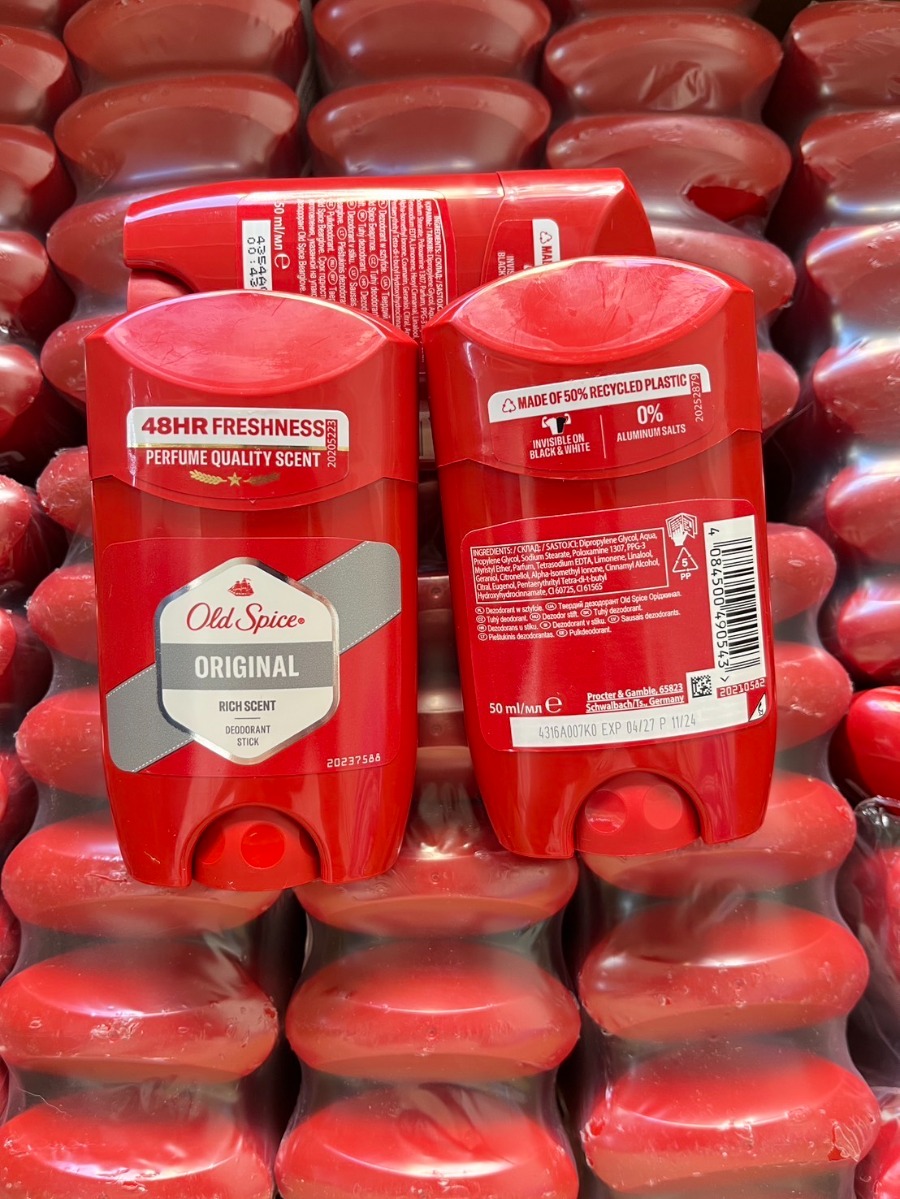 50 ml/мл e
4354A
00:43
48HR FRESHNESS
PERFUME QUALITY SCENT
20205223
Old Spice®
ORIGINAL
RICH SCENT
DEODORANT
STICK
20237588
MADE OF 50% RECYCLED PLASTIC
INVISIBLE ON
BLACK & WHITE
0%
ALUMINUM SALTS
20252879
INGREDIENTS: / СКЛАД: / SASTOJCI: Dipropylene Glycol, Aqua,
Propylene Glycol, Sodium Stearate, Poloxamine 1307, PPG-3
Myristyl Ether, Parfum, Tetrasodium EDTA, Limonene, Linalool,
Geraniol, Citronellol, Alpha-Isomethyl Ionone, Cinnamyl Alcohol,
Citral, Eugenol, Pentaerythrityl Tetra-di-t-butyl
Hydroxyhydrocinnamate, CI 60725, CI 61565
Dezodorant w sztyfcie. Твердий дезодорант Old Spice Оріджинал.
Tuhý deodorant. Dezodor stift. Tuhý dezodorant.
Dezodorans u stiku. Dezodorant v stiku. Sausais dezodorants.
Pieštukinis dezodorantas. Pulkdeodorant.
5
PP
4 084500 490543 >
50 ml/мл e
Procter & Gamble, 65823
Schwalbach/Ts., Germany
20210582
4316A007K0 EXP 04/27 P 11/24